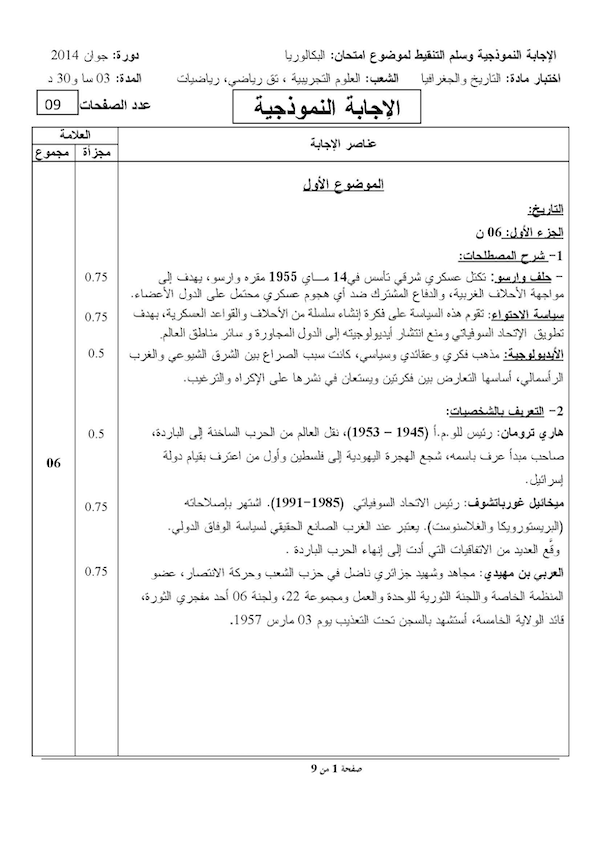 الإجابة النموذجية وسلم التنقيط لموضوع امتحان: البكالوريا دورة: جوان 2014
اختبار مادة: التاريخ والجغرافيا الشعب: العلوم التجريبية ، تق رياضي، رياضيات المدة: 03 سا و30 د
الإجابة النموذجية عدد الصفحات 09
عناصر الإجابة العلامة
مجزأة مجموع
الموضوع الأول
التاريخ:
الجزء الأول: 06 ن
1- شرح المصطلحات:
– حلف وارسو: تكتل عسكري شرقي تأسس في14 مـــاي 1955 مقره وارسو، يهدف إلى 0.75
مواجهة الأحلاف الغربية، والدفاع المشترك ضد أي هجوم عسكري محتمل على الدول الأعضاء.
سياسة الاحتواء: تقوم هذه السياسة على فكرة إنشاء سلسلة من الأحلاف والقواعد العسكرية، بهدف 0.75
تطويق الإتحاد السوفياتي ومنع انتشار أيديولوجيته إلى الدول المجاورة و سائر مناطق العالم.
الأيديولوجية: مذهب فكري وعقائدي وسياسي، كانت سبب الصراع بين الشرق الشيوعي والغرب 0.5
الرأسمالي، أساسها التعارض بين فكرتين ويستعان في نشرها على الإكراه والترغيب.
2- التعريف بالشخصيات:
هاري ترومان: رئيس للو.م.أ (1945 – 1953)، نقل العالم من الحرب الساخنة إلى الباردة، 0.5
صاحب مبدأ عرف باسمه، شجع الهجرة اليهودية إلى فلسطين وأول من اعترف بقيام دولة 06
إسرائيل.
ميخائيل غورباتشوف: رئيس الاتحاد السوفياتي (1985-1991). اشتهر بإصلاحاته 0.75
(البريستورويكا والغلاسنوست). يعتبر عند الغرب الصانع الحقيقي لسياسة الوفاق الدولي.
وقَّع العديد من الاتفاقيات التي أدت إلى إنهاء الحرب الباردة .
العربي بن مهيدي: مجاهد وشهيد جزائري ناضل في حزب الشعب وحركة الانتصار، عضو 0.75
المنظمة الخاصة واللجنة الثورية للوحدة والعمل ومجموعة 22، ولجنة 06 أحد مفجري الثورة،
قائد الولاية الخامسة، أستشهد بالسجن تحت التعذيب يوم 03 مارس 1957.
صفحة 1 من 9